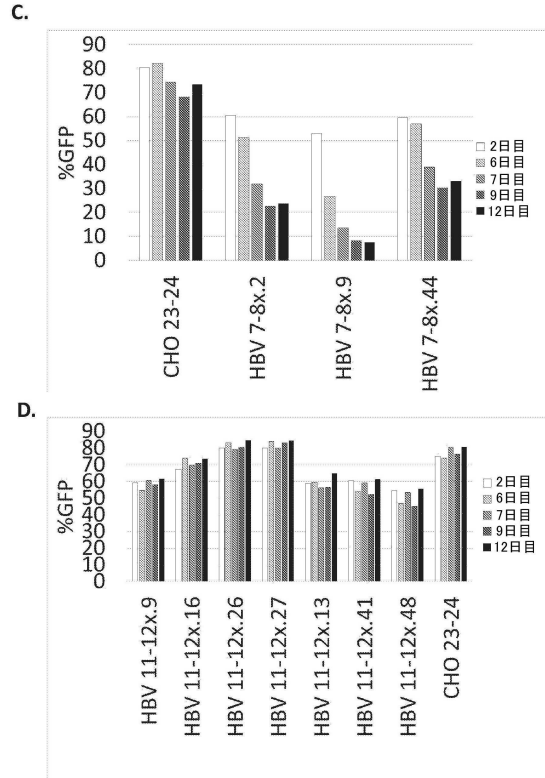 C.
90
80
70
60
50
40
30
20
10
0
%GFP
2日目
6日目
7日目
9日目
12日目
CHO 23-24
HBV 7-8x.2
HBV 7-8x.9
HBV 7-8x.44
D.
90
80
70
60
50
40
30
20
10
0
%GFP
2日目
6日目
7日目
9日目
12日目
HBV 11-12x.9
HBV 11-12x.16
HBV 11-12x.26
HBV 11-12x.27
HBV 11-12x.13
HBV 11-12x.41
HBV 11-12x.48
CHO 23-24